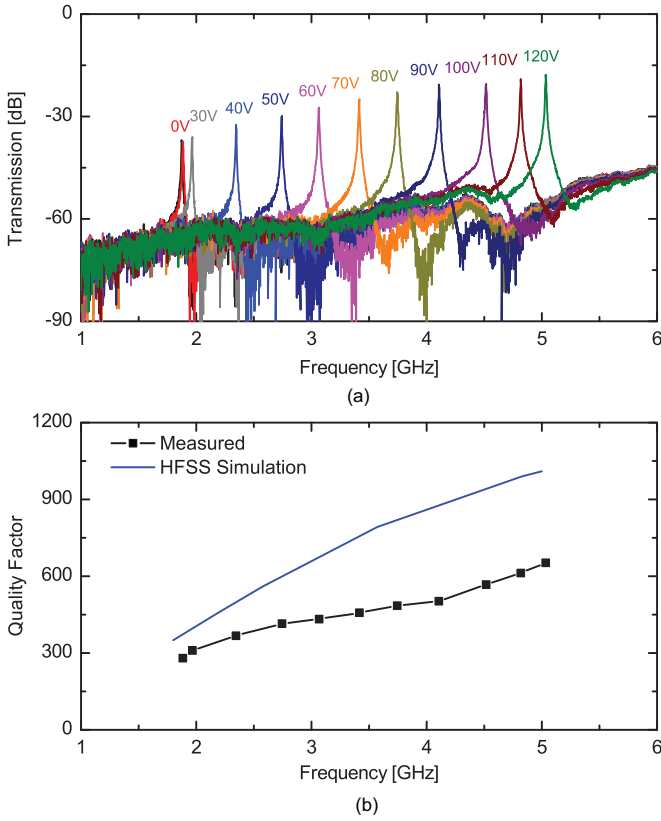 0
-30
-60
-90
Transmission [dB]
0V
30V
40V
50V
60V
70V
80V
90V
100V
110V
120V
1 2 3 4 5 6
Frequency [GHz]
(a)
1200
900
600
300
0
Quality Factor
Measured
HFSS Simulation
1 2 3 4 5 6
Frequency [GHz]
(b)